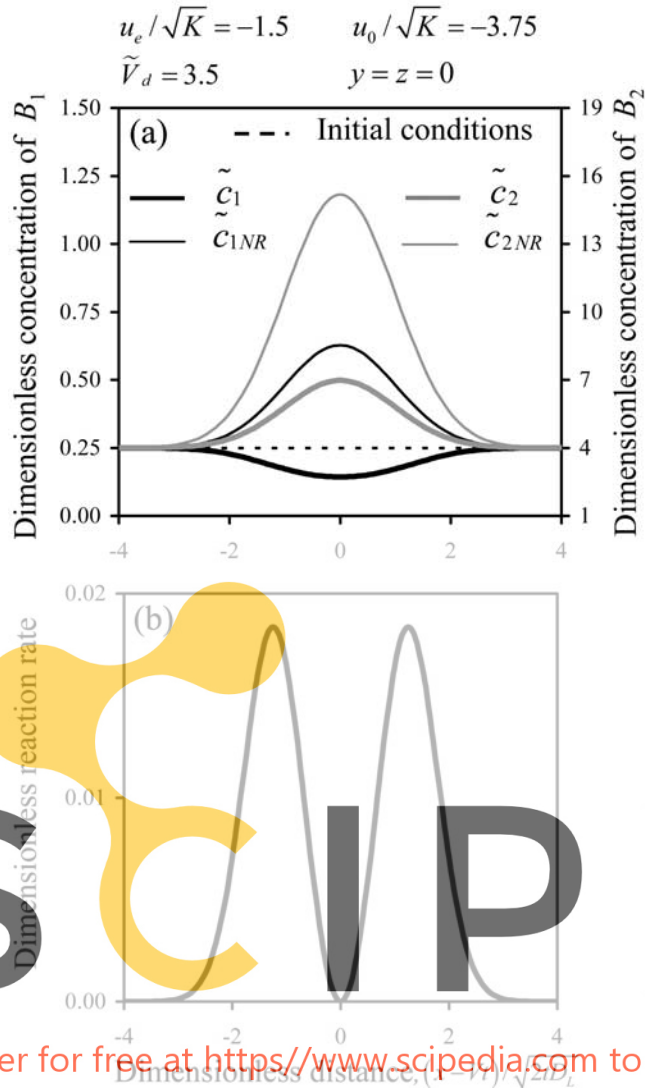 u_e/√K = −1.5 u_0/√K = −3.75
Ṽ_d = 3.5 y = z = 0
Dimensionless concentration of B_1
Dimensionless concentration of B_2
(a) Initial conditions
c̃_1 c̃_2
c̃_1NR c̃_2NR
1.50
1.25
1.00
0.75
0.50
0.25
0.00
19
16
13
10
7
4
1
-4 -2 0 2 4
Dimensionless reaction rate
(b)
0.02
0.01
0.00
-4 -2 0 2 4
SCIP
er for free at https//www.scipedia.com to
Dimensionless distance,